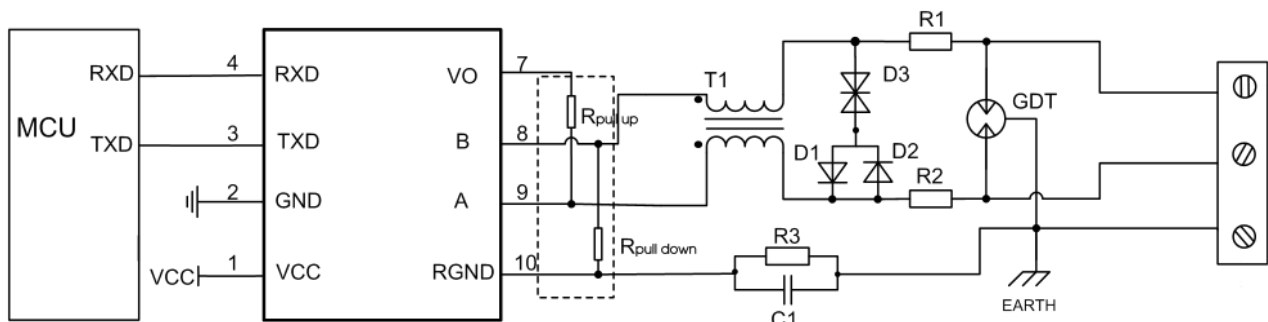 MCU
RXD
TXD
4
3
2
1
RXD
TXD
GND
VCC
VCC
VO
B
A
RGND
7
8
9
10
Rpull up
Rpull down
T1
D3
D1
D2
R1
R2
GDT
R3
C1
EARTH